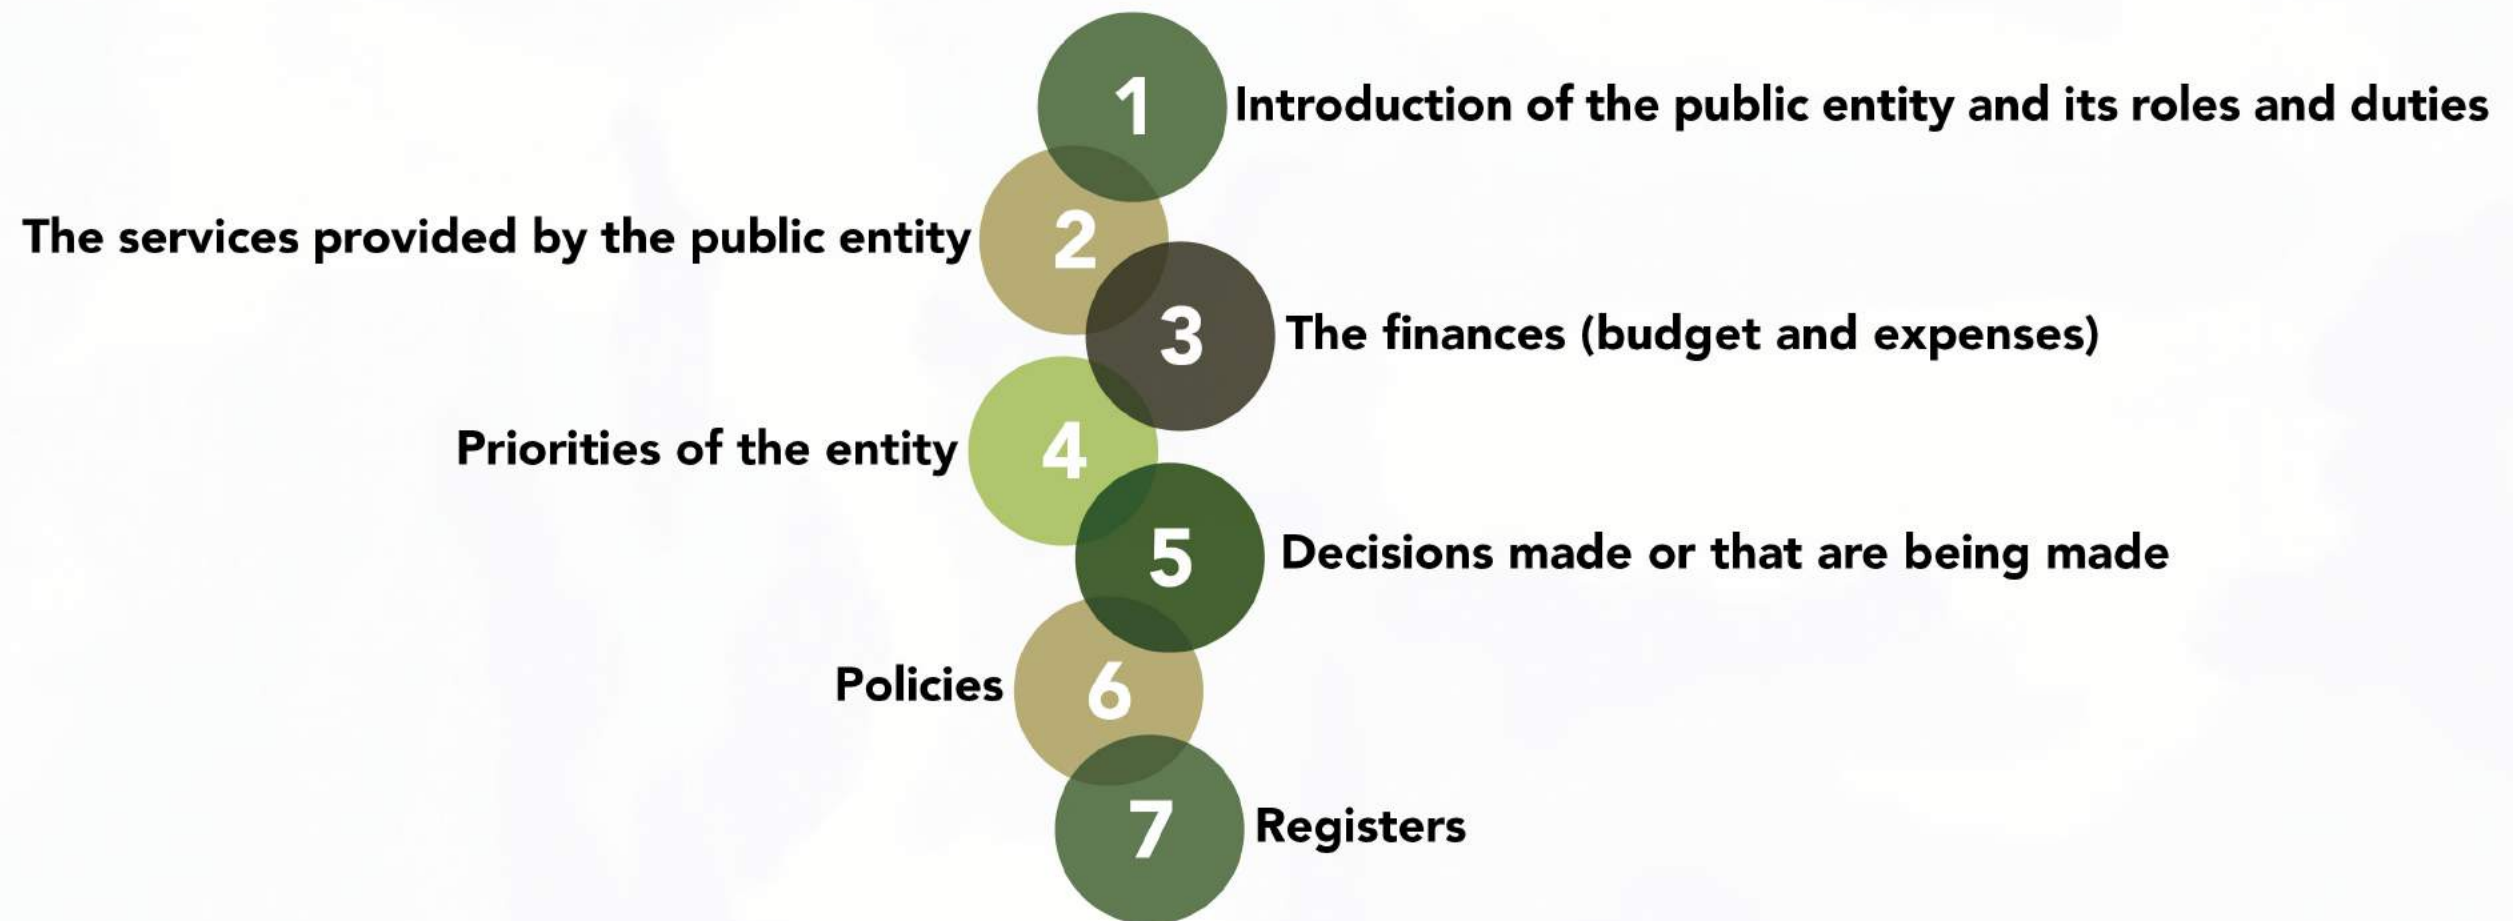 1 Introduction of the public entity and its roles and duties
The services provided by the public entity 2
3 The finances (budget and expenses)
Priorities of the entity 4
5 Decisions made or that are being made
Policies 6
7 Registers